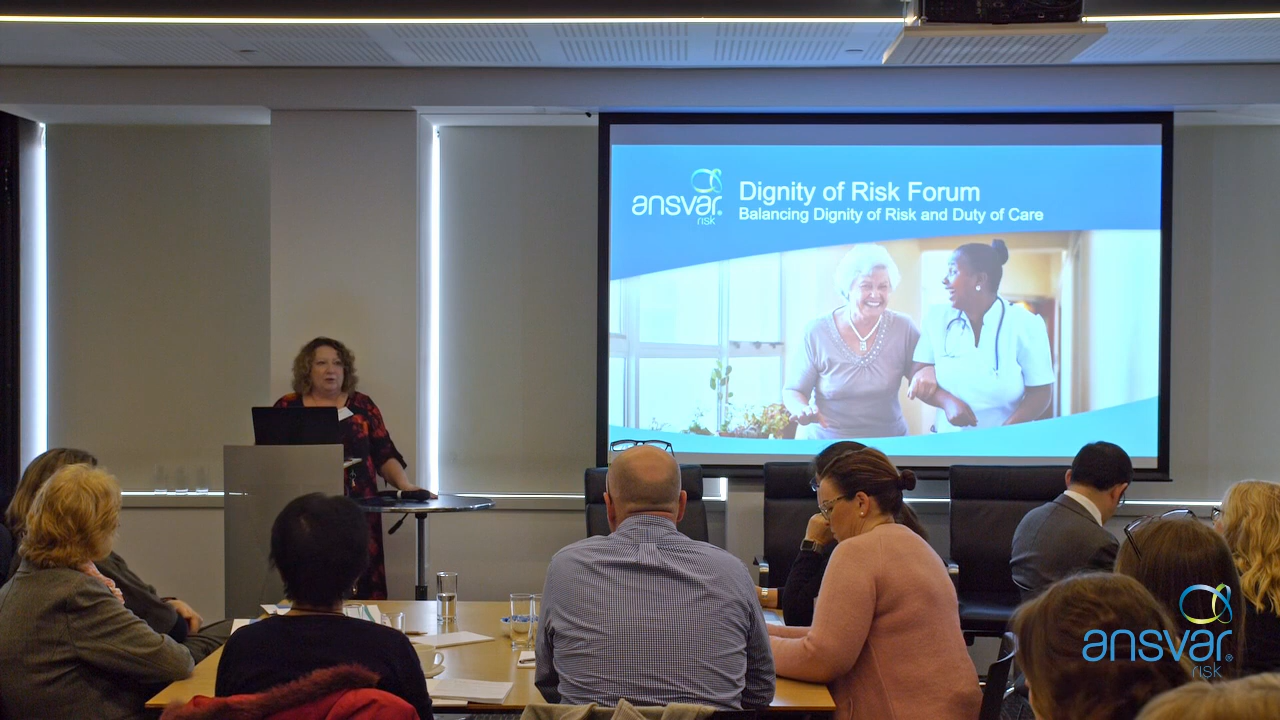 ansvar
risk
Dignity of Risk Forum
Balancing Dignity of Risk and Duty of Care
ansvar
risk